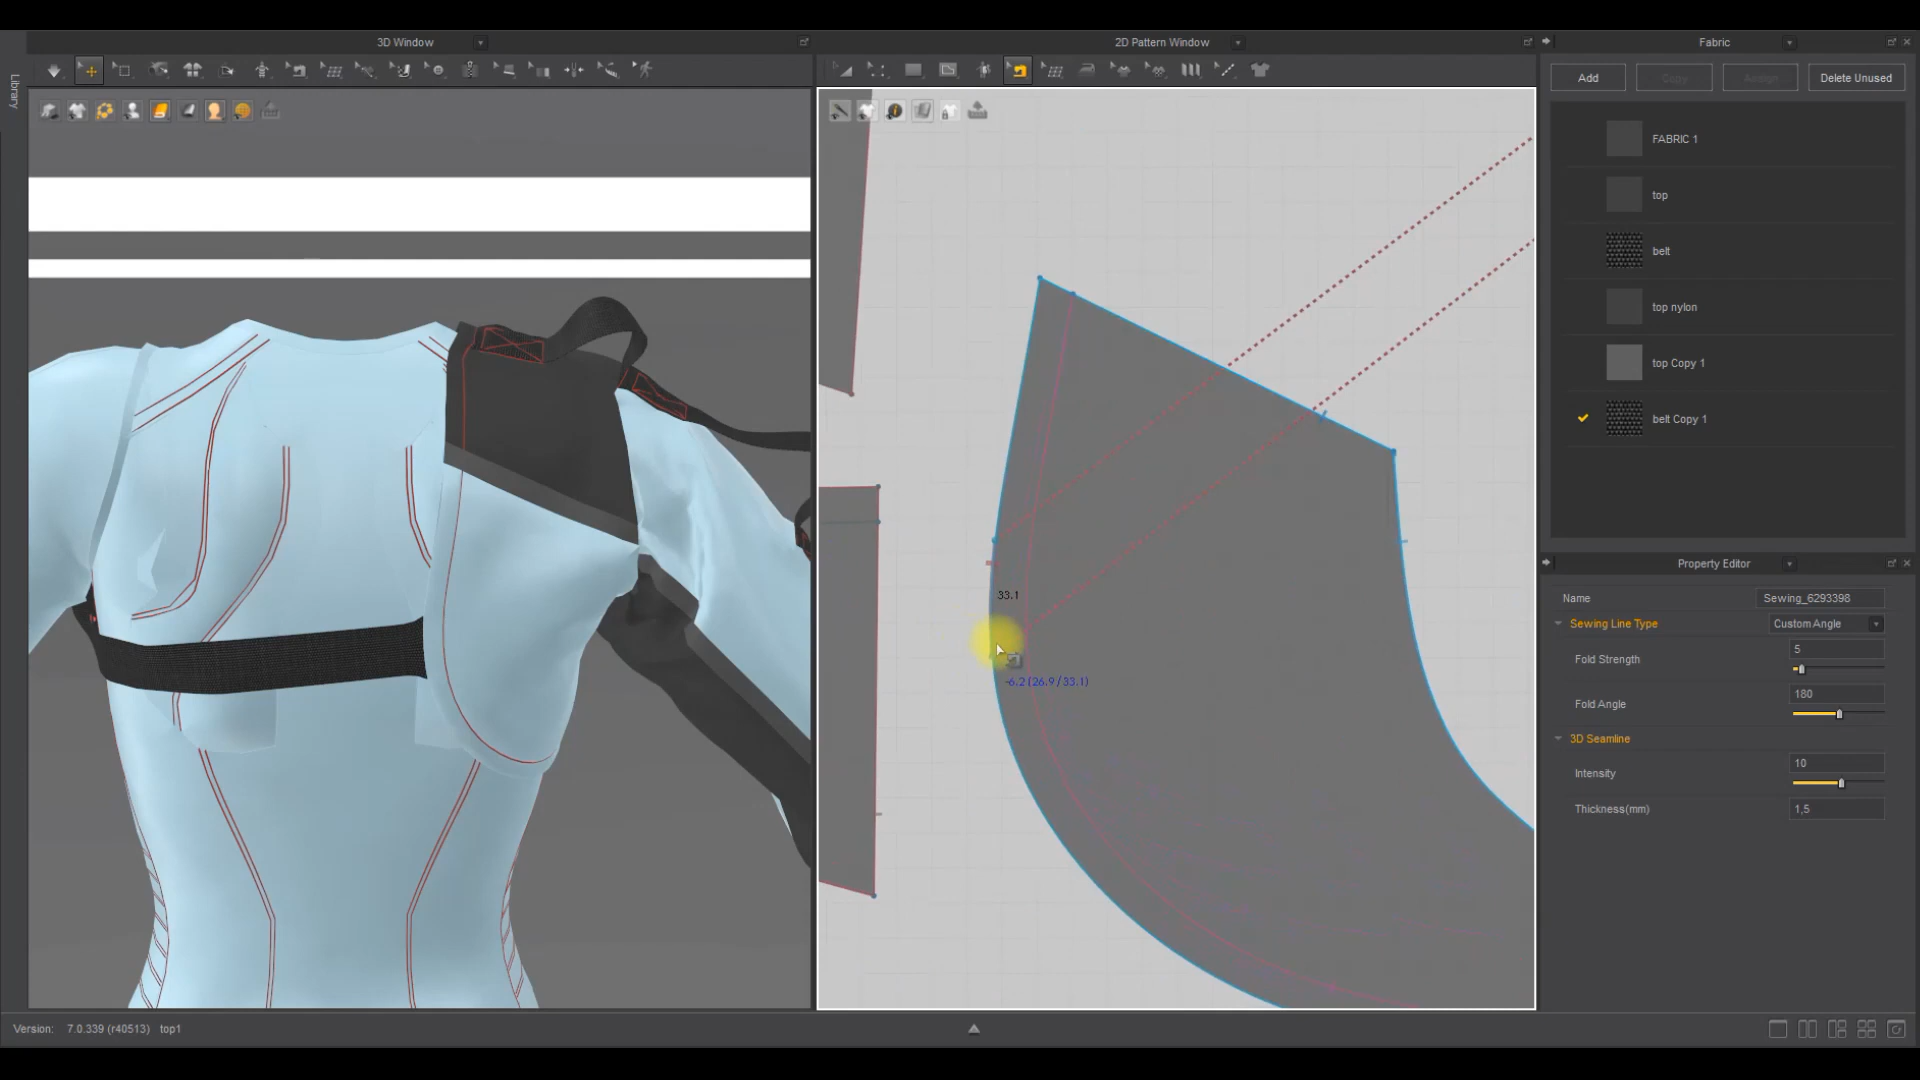 3D Window
2D Pattern Window
Fabric
Library
Add
Copy
Assign
Delete Unused
FABRIC 1
top
belt
top nylon
top Copy 1
belt Copy 1
33.1
-6.2 (26.9 / 33.1)
Property Editor
Name
Sewing_6293398
Sewing Line Type
Custom Angle
Fold Strength
5
Fold Angle
180
3D Seamline
Intensity
10
Thickness(mm)
1,5
Version: 7.0.339 (r40513) top1